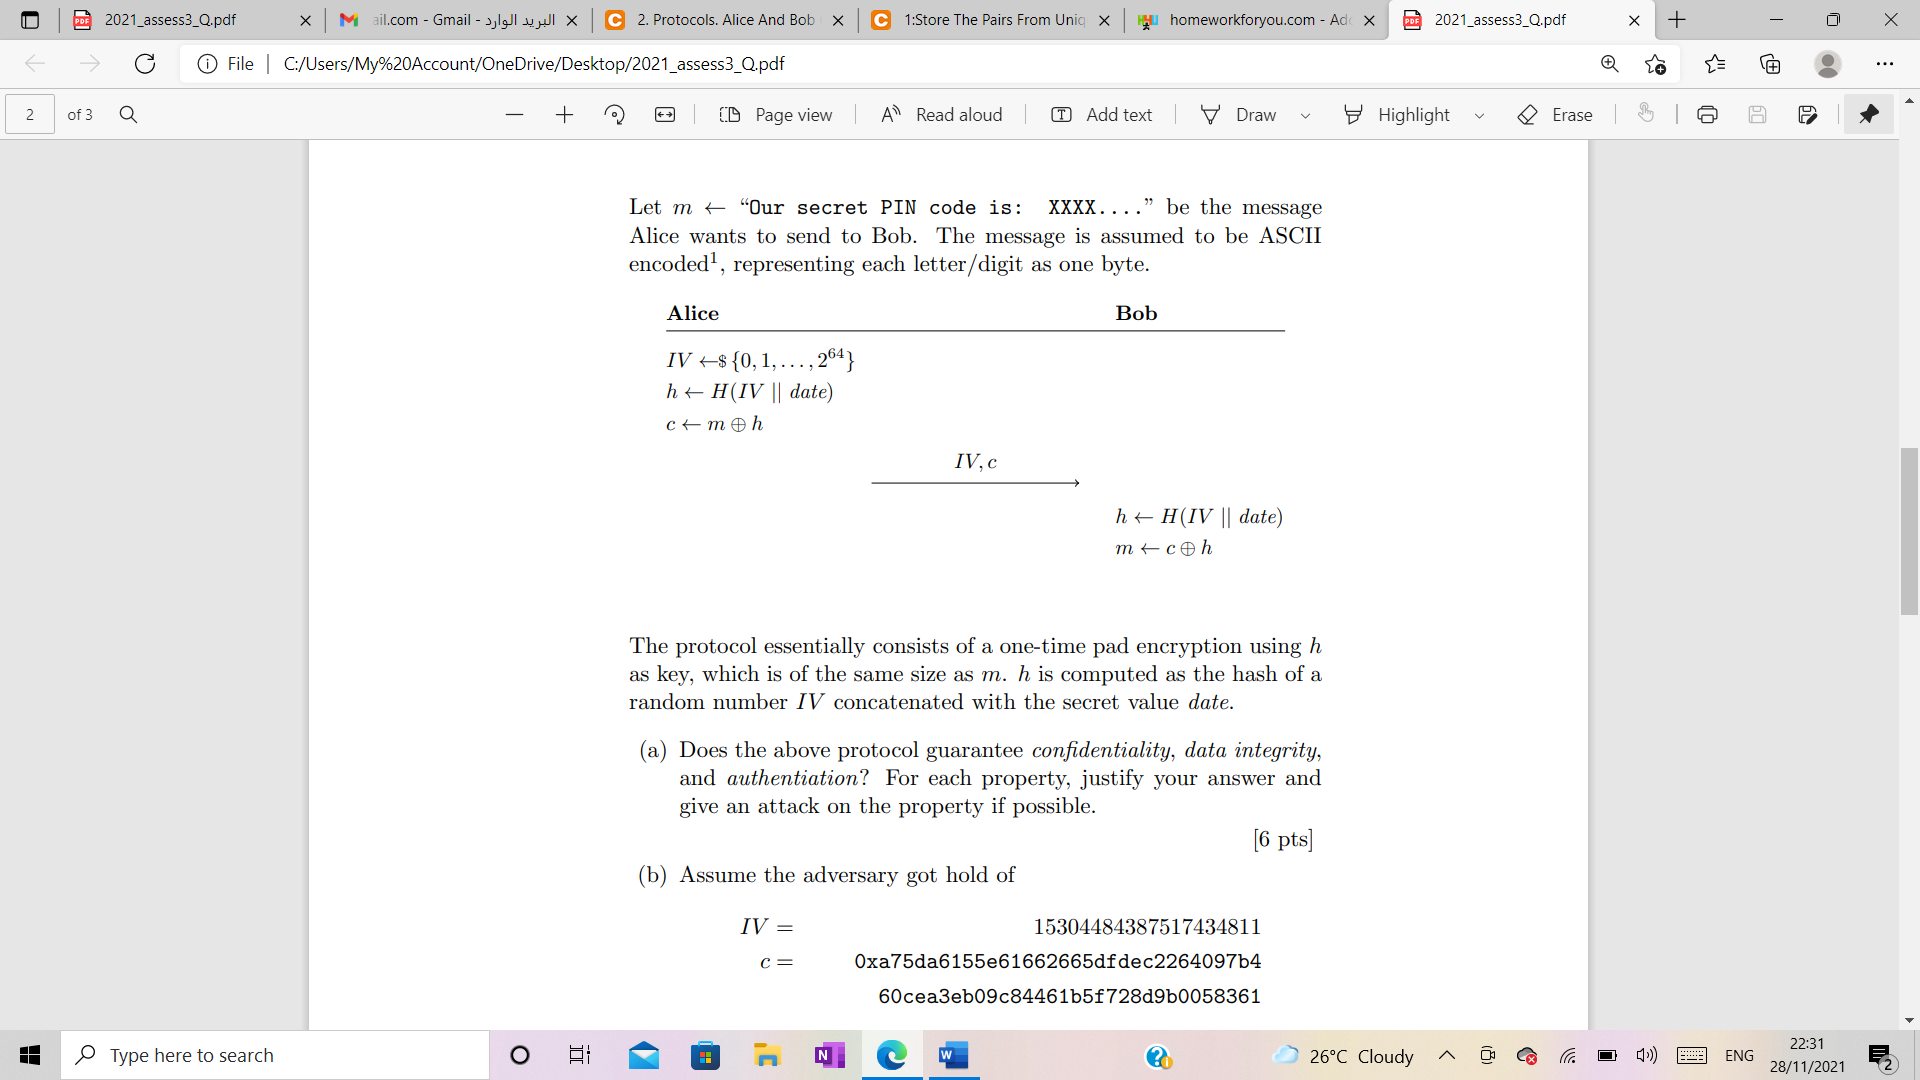 2021_assess3_Q.pdf
ail.com - Gmail - البريد الوارد
2. Protocols. Alice And Bob
1:Store The Pairs From Uniq
homeworkforyou.com - Ad
2021_assess3_Q.pdf
File
C:/Users/My%20Account/OneDrive/Desktop/2021_assess3_Q.pdf
2 of 3
Page view
Read aloud
Add text
Draw
Highlight
Erase
Let m ← “Our secret PIN code is: XXXX....” be the message
Alice wants to send to Bob. The message is assumed to be ASCII
encoded¹, representing each letter/digit as one byte.
Alice Bob
IV ←$ {0, 1, . . . , 2⁶⁴}
h ← H(IV || date)
c ← m ⊕ h
IV, c
h ← H(IV || date)
m ← c ⊕ h
The protocol essentially consists of a one-time pad encryption using h
as key, which is of the same size as m. h is computed as the hash of a
random number IV concatenated with the secret value date.
(a) Does the above protocol guarantee confidentiality, data integrity,
and authentiation? For each property, justify your answer and
give an attack on the property if possible.
[6 pts]
(b) Assume the adversary got hold of
IV = 15304484387517434811
c = 0xa75da6155e61662665dfdec2264097b4
60cea3eb09c84461b5f728d9b0058361
Type here to search
26°C Cloudy
ENG
22:31
28/11/2021
2